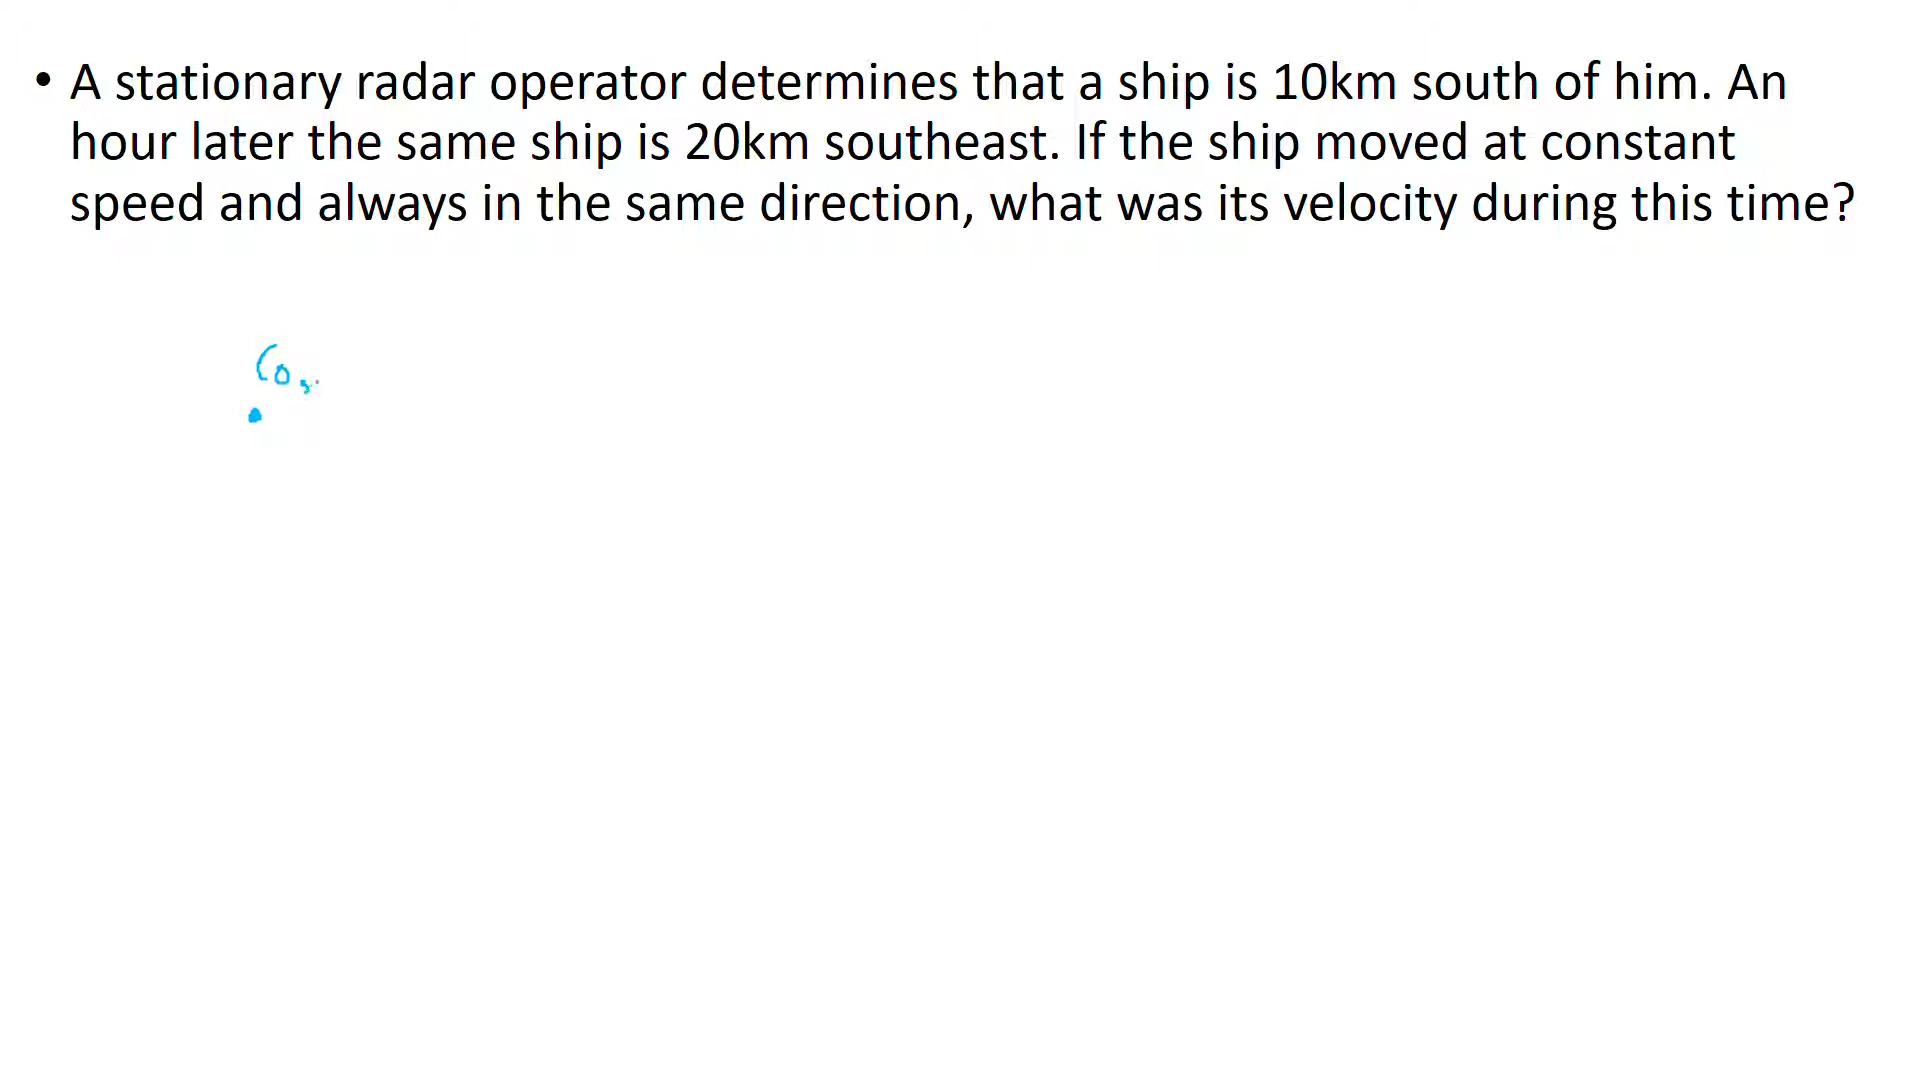 • A stationary radar operator determines that a ship is 10km south of him. An
hour later the same ship is 20km southeast. If the ship moved at constant
speed and always in the same direction, what was its velocity during this time?
(0,